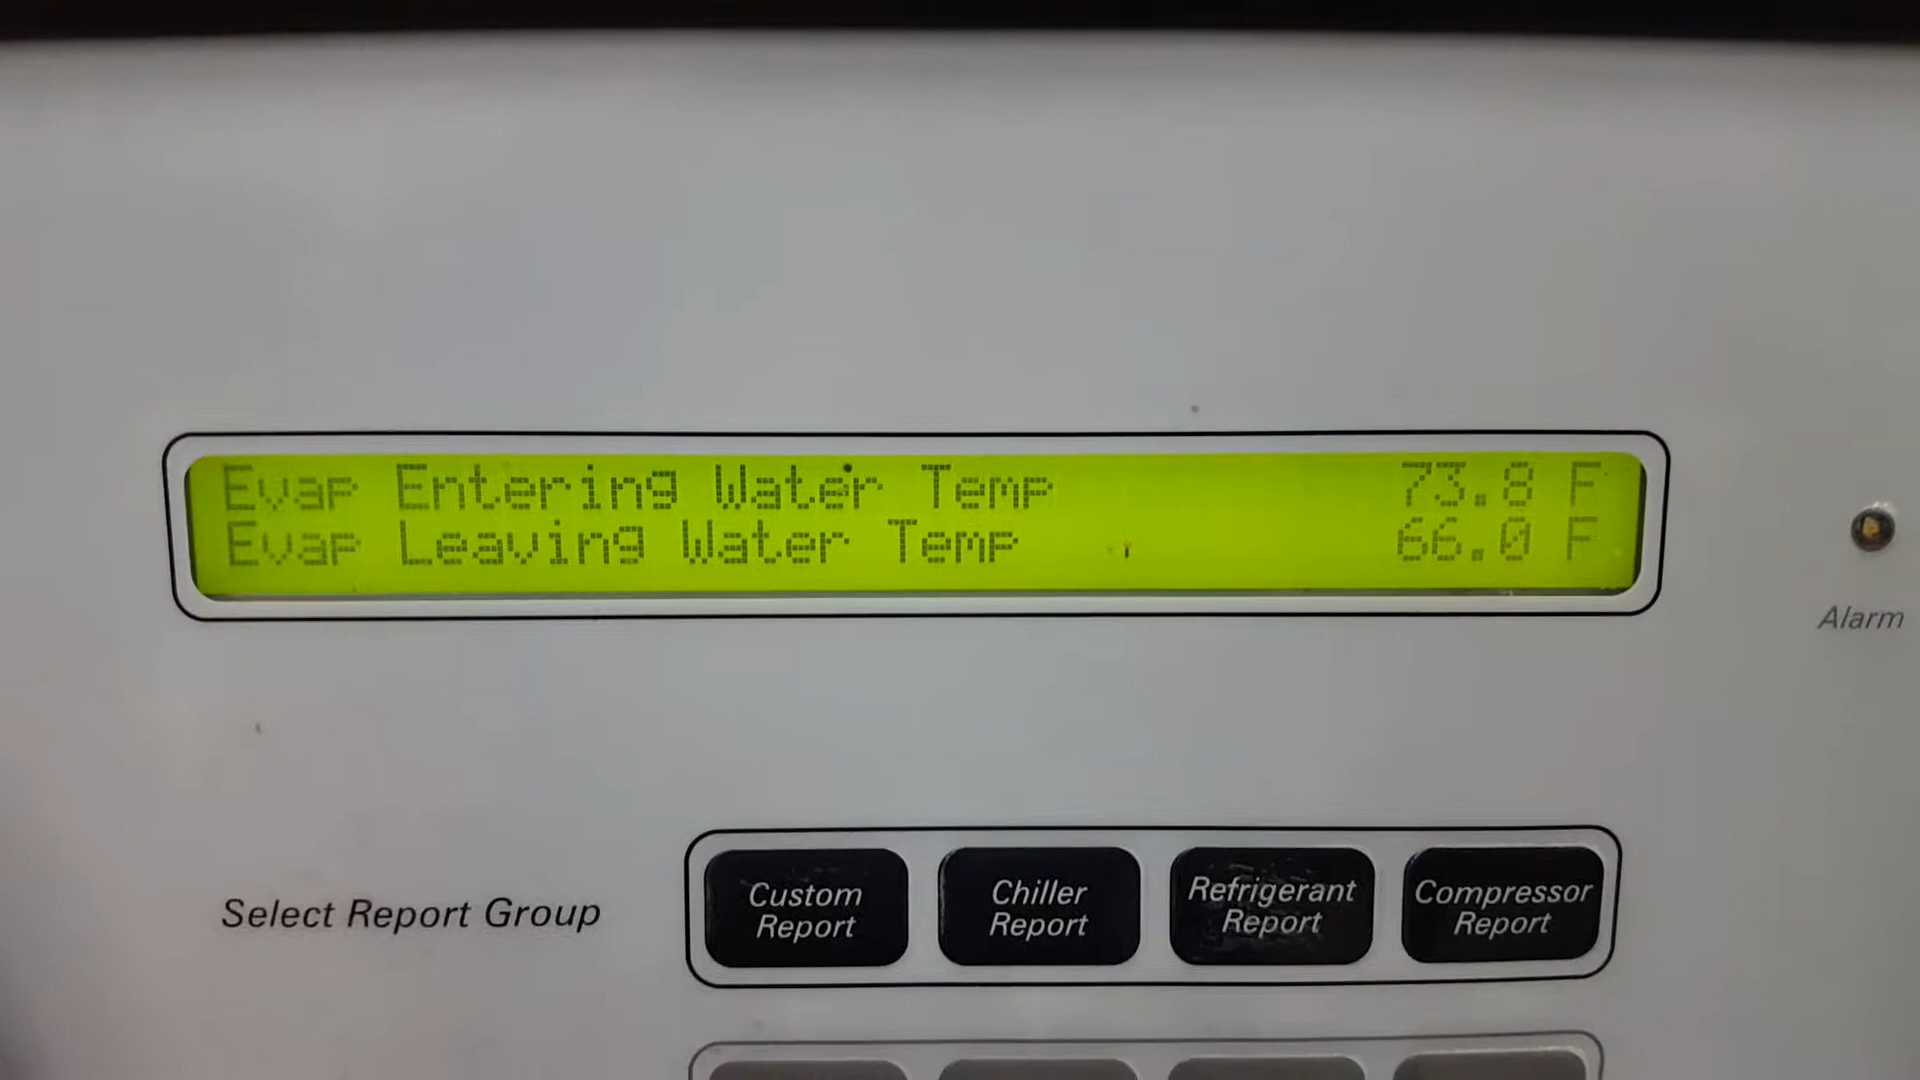 Evap Entering Water Temp 73.8 F
Evap Leaving Water Temp 66.0 F
Alarm
Select Report Group
Custom Report
Chiller Report
Refrigerant Report
Compressor Report